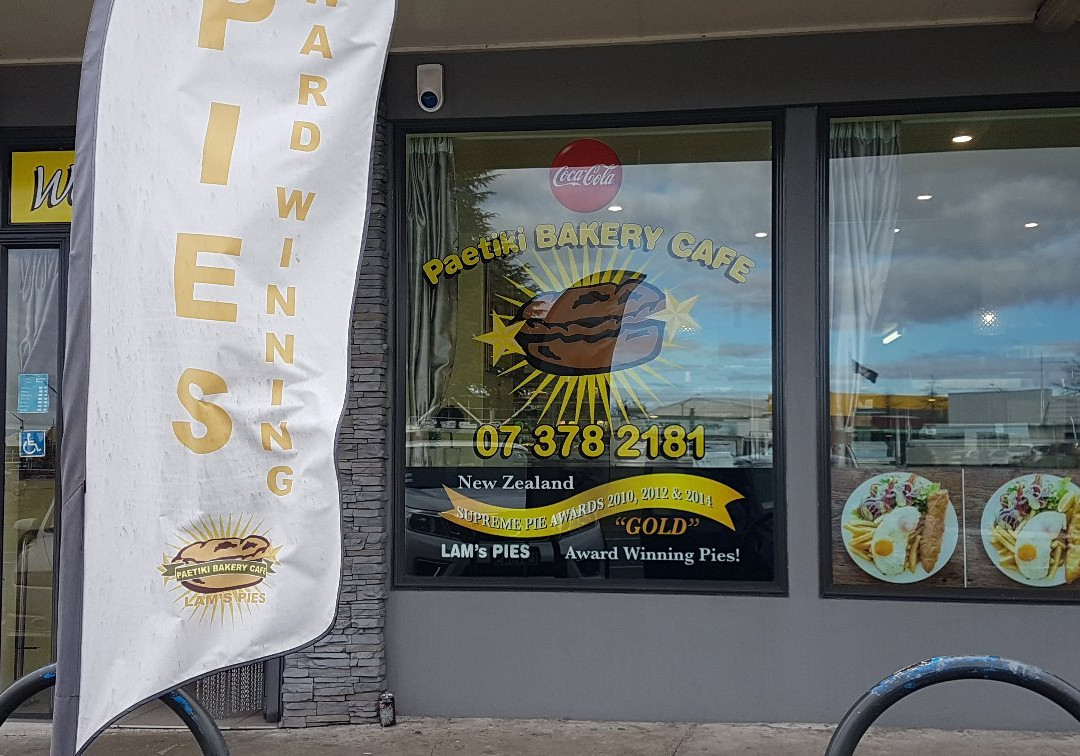 PIES
WARD WINNING
PAETIKI BAKERY CAFE
LAM'S PIES
Coca-Cola
Paetiki BAKERY CAFE
07 378 2181
New Zealand
SUPREME PIE AWARDS 2010, 2012 & 2014
"GOLD"
LAM's PIES
Award Winning Pies!